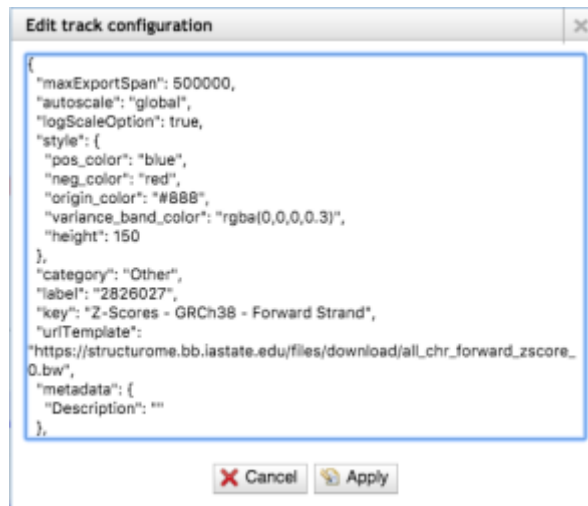 Edit track configuration
{
"maxExportSpan": 500000,
"autoscale": "global",
"logScaleOption": true,
"style": {
"pos_color": "blue",
"neg_color": "red",
"origin_color": "#888",
"variance_band_color": "rgba(0,0,0,0.3)",
"height": 150
},
"category": "Other",
"label": "2826027",
"key": "Z-Scores - GRCh38 - Forward Strand",
"urlTemplate":
"https://structurome.bb.iastate.edu/files/download/all_chr_forward_zscore_
0.bw",
"metadata": {
"Description": ""
},
Cancel Apply